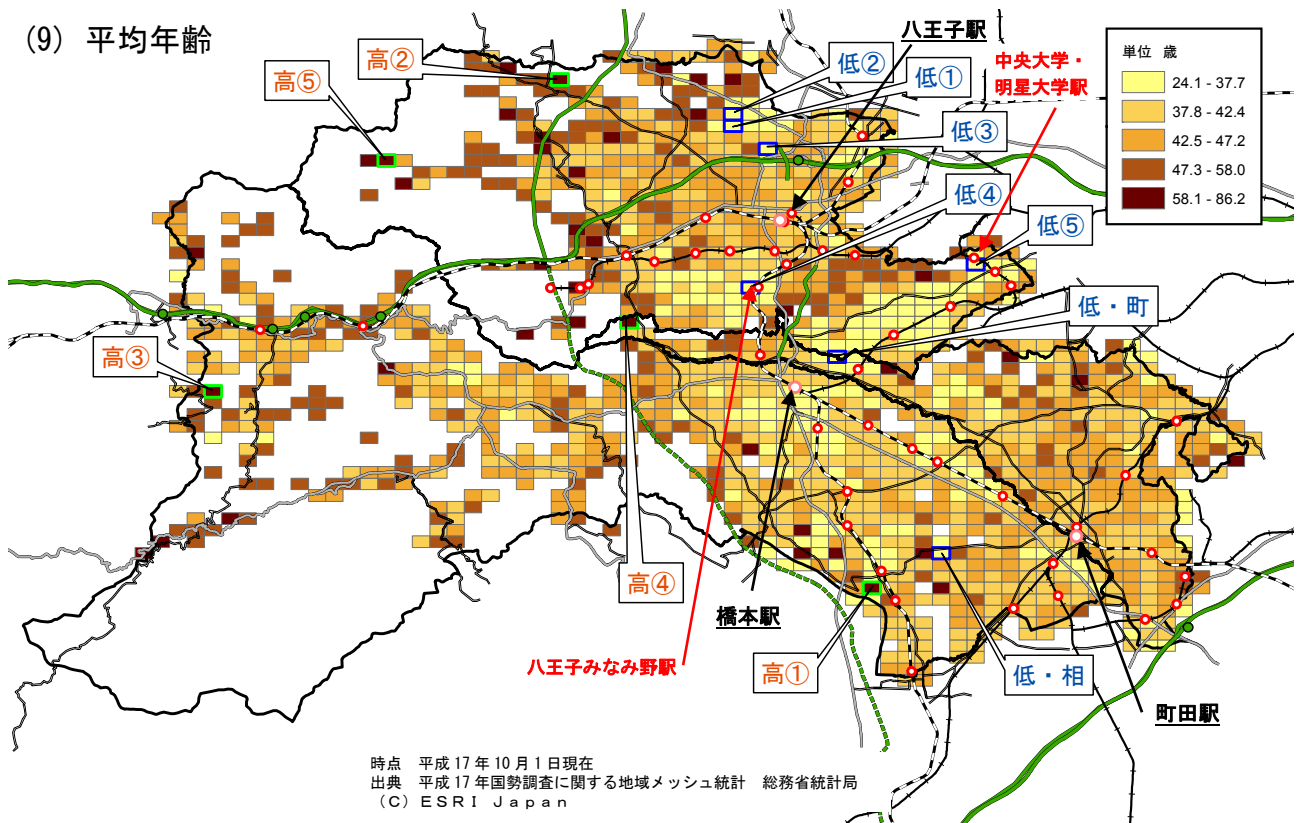 (9) 平均年齢
八王子駅
単位 歳
24.1 - 37.7
37.8 - 42.4
42.5 - 47.2
47.3 - 58.0
58.1 - 86.2
中央大学・
明星大学駅
高②
低②
高⑤
低①
低③
低④
低⑤
低・町
高③
高④
橋本駅
八王子みなみ野駅
高①
低・相
町田駅
時点 平成17年10月1日現在
出典 平成17年国勢調査に関する地域メッシュ統計 総務省統計局
（C）ESRI Japan